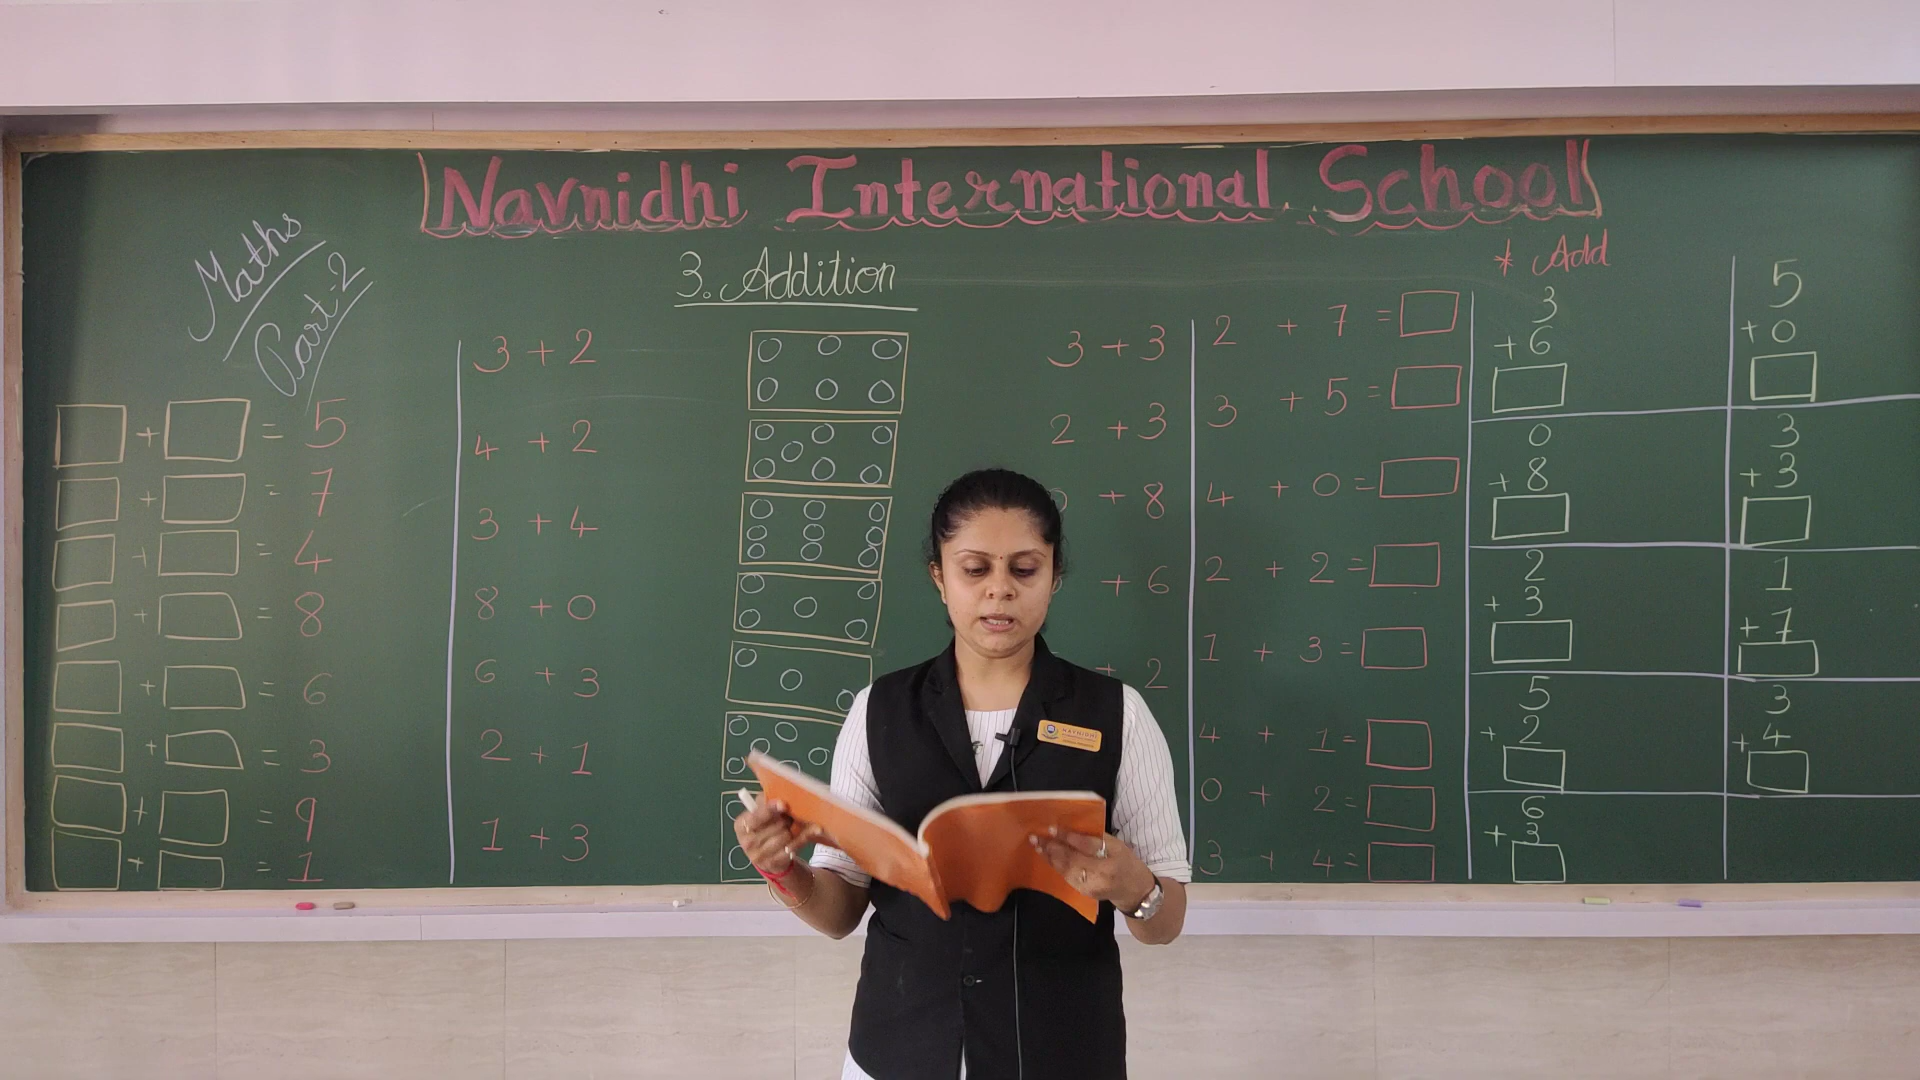 Navnidhi International School
Maths
Part-2
3. Addition
* Add
+ = 5
+ = 7
+ = 4
+ = 8
+ = 6
+ = 3
+ = 9
+ = 1
3 + 2
4 + 2
3 + 4
8 + 0
6 + 3
2 + 1
1 + 3
3 + 3
2 + 3
+ 8
+ 6
+ 2
2 + 7 =
3 + 5 =
4 + 0 =
2 + 2 =
1 + 3 =
4 + 1 =
0 + 2 =
3 + 4 =
3
+ 6
0
+ 8
2
+ 3
5
+ 2
6
+ 3
5
+ 0
3
+ 3
1
+ 7
3
+ 4
NAVNIDHI